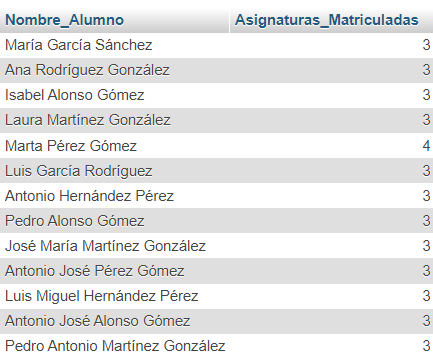 Nombre_Alumno Asignaturas_Matriculadas
María García Sánchez 3
Ana Rodríguez González 3
Isabel Alonso Gómez 3
Laura Martínez González 3
Marta Pérez Gómez 4
Luis García Rodríguez 3
Antonio Hernández Pérez 3
Pedro Alonso Gómez 3
José María Martínez González 3
Antonio José Pérez Gómez 3
Luis Miguel Hernández Pérez 3
Antonio José Alonso Gómez 3
Pedro Antonio Martínez González 3